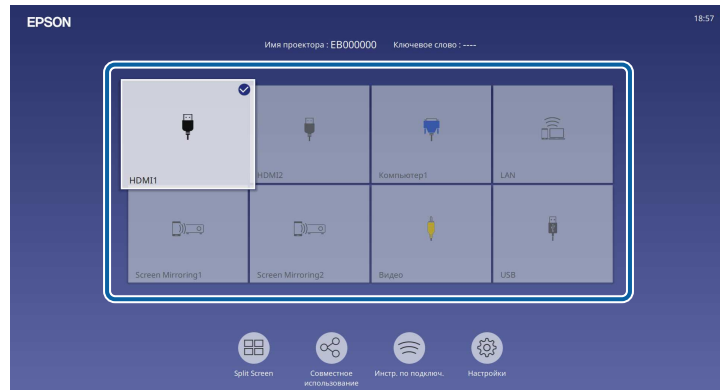 EPSON
18:57
Имя проектора : EB000000 Ключевое слово : ----
HDMI1
HDMI2
Компьютер1
LAN
Screen Mirroring1
Screen Mirroring2
Видео
USB
Split Screen
Совместное
использование
Инстр. по подключ.
Настройки